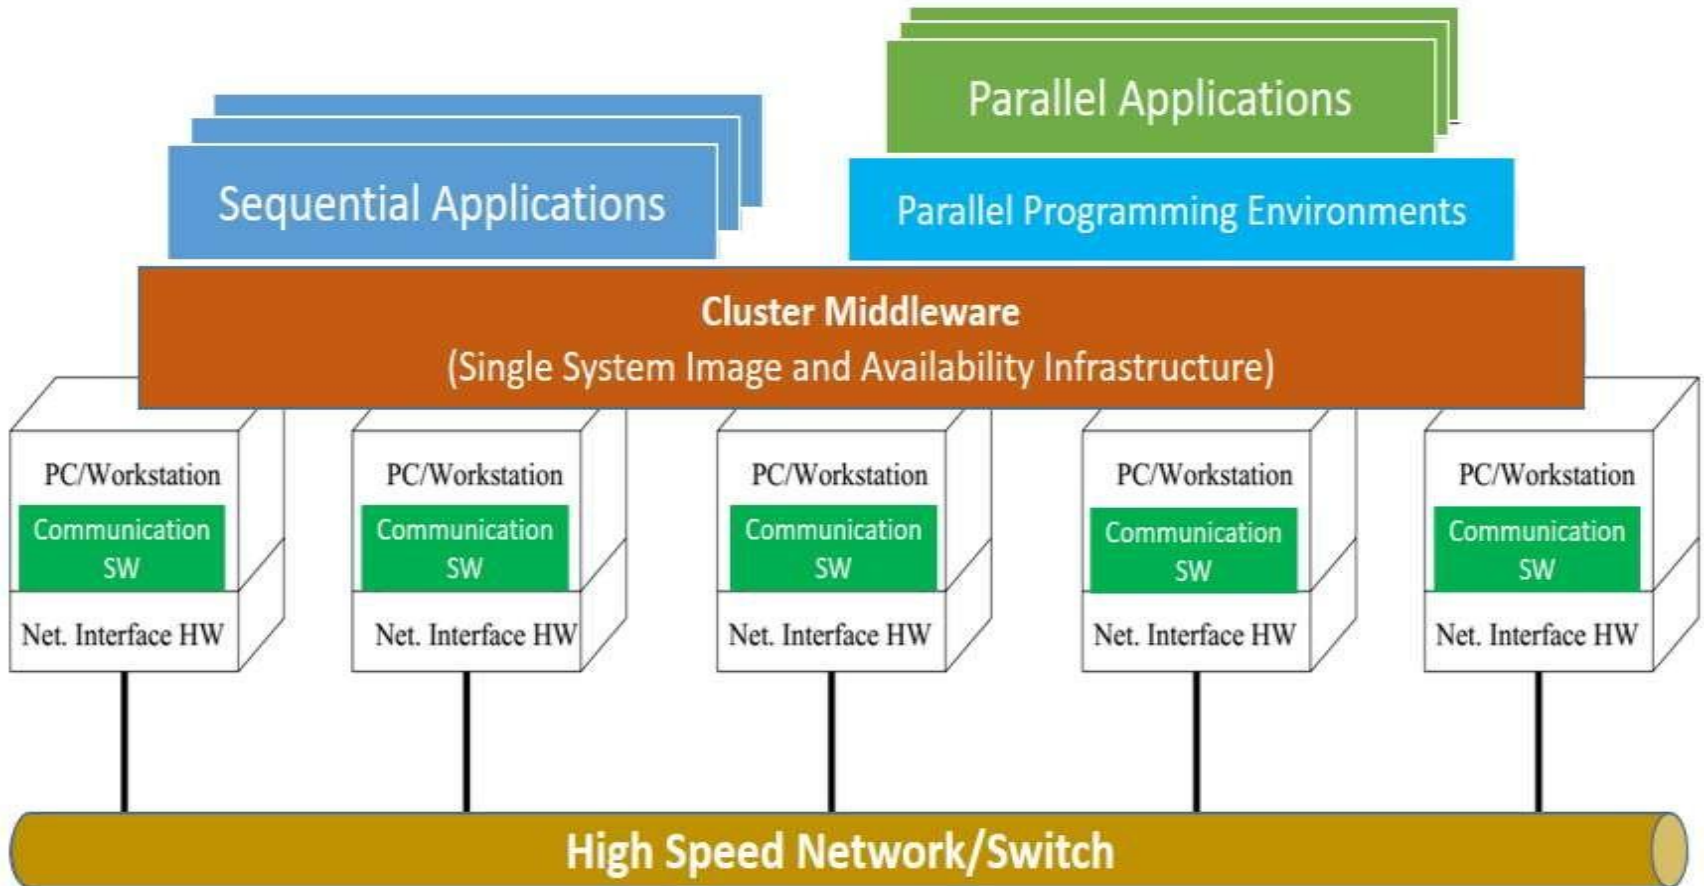 Parallel Applications
Sequential Applications
Parallel Programming Environments
Cluster Middleware
(Single System Image and Availability Infrastructure)
PC/Workstation
Communication
SW
Net. Interface HW
PC/Workstation
Communication
SW
Net. Interface HW
PC/Workstation
Communication
SW
Net. Interface HW
PC/Workstation
Communication
SW
Net. Interface HW
PC/Workstation
Communication
SW
Net. Interface HW
High Speed Network/Switch